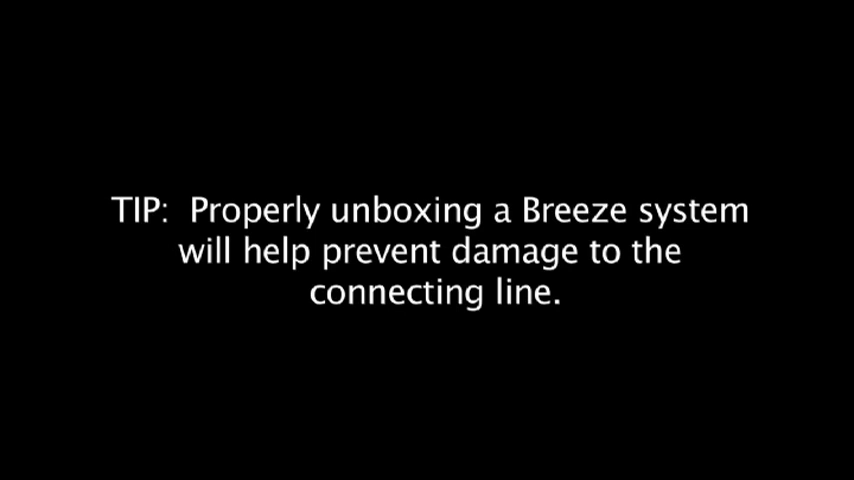 TIP:  Properly unboxing a Breeze system
will help prevent damage to the
connecting line.